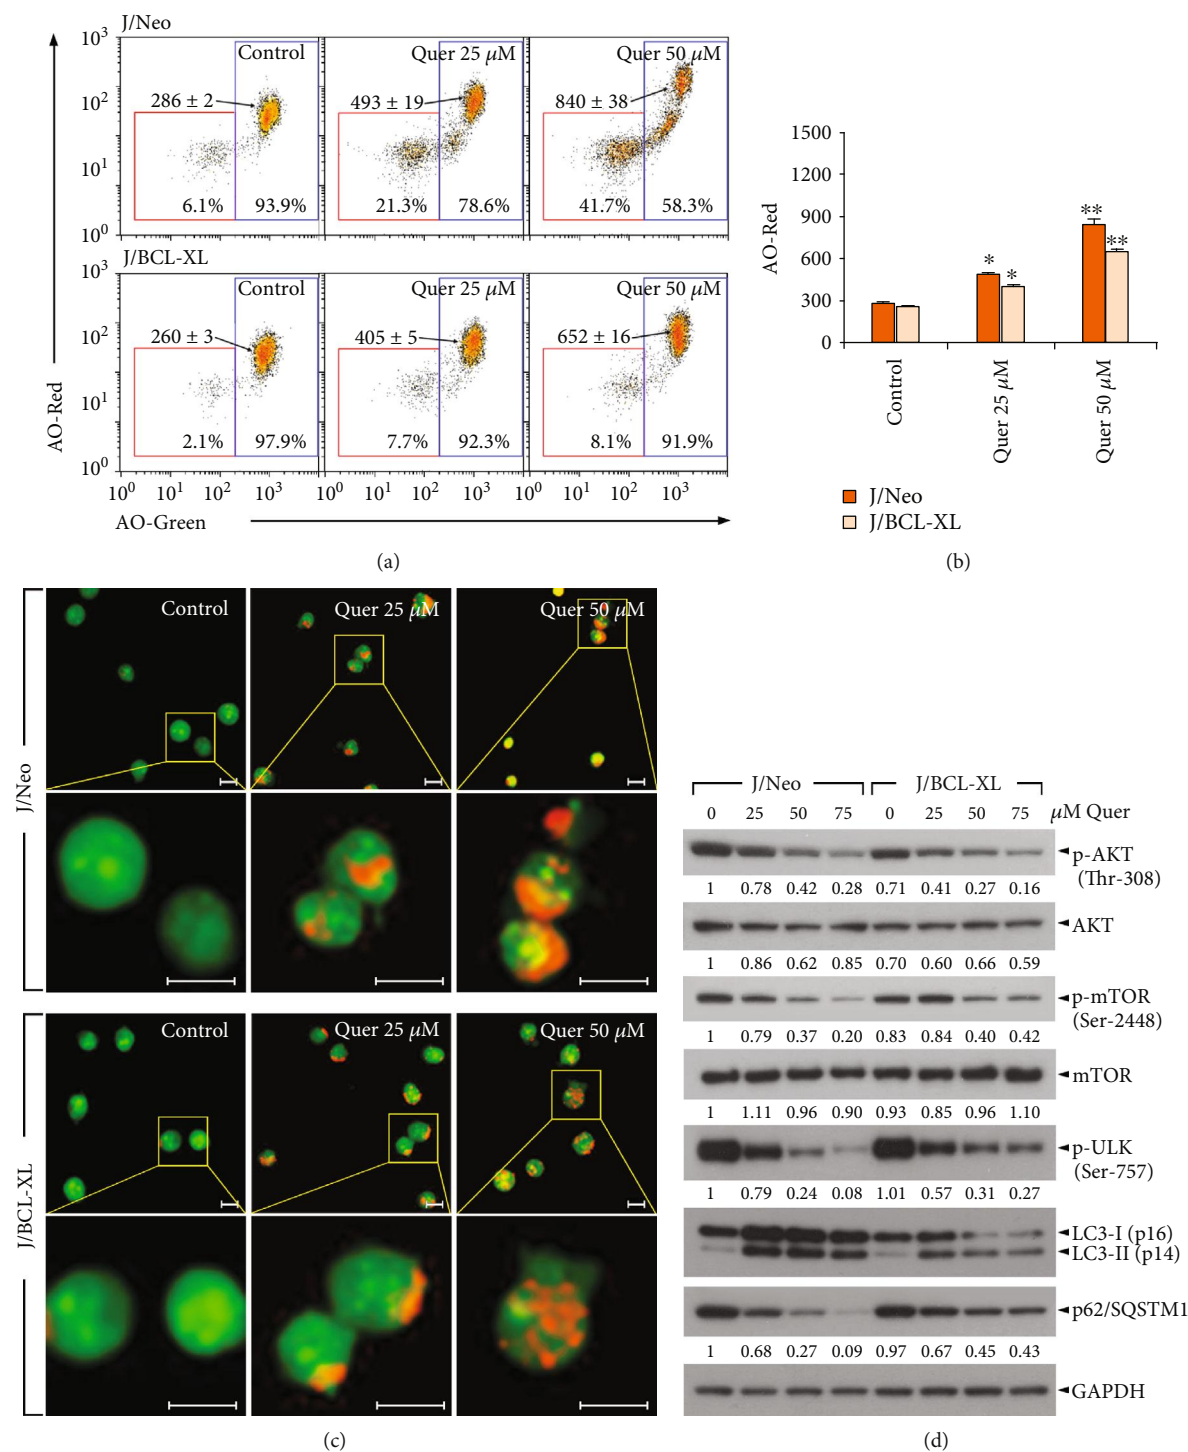 J/Neo
10³
10²
10¹
10⁰
Control
286 ± 2
6.1%
93.9%
Quer 25 µM
493 ± 19
21.3%
78.6%
Quer 50 µM
840 ± 38
41.7%
58.3%
J/BCL-XL
10³
10²
10¹
10⁰
Control
260 ± 3
2.1%
97.9%
Quer 25 µM
405 ± 5
7.7%
92.3%
Quer 50 µM
652 ± 16
8.1%
91.9%
10⁰ 10¹ 10² 10³ 10⁰ 10¹ 10² 10³ 10⁰ 10¹ 10² 10³
AO-Red
AO-Green
(a)
1500
1200
900
600
300
0
AO-Red
* *
** **
Control
Quer 25 µM
Quer 50 µM
J/Neo
J/BCL-XL
(b)
J/Neo
Control
Quer 25 µM
Quer 50 µM
J/BCL-XL
Control
Quer 25 µM
Quer 50 µM
(c)
J/Neo J/BCL-XL
0 25 50 75 0 25 50 75 µM Quer
p-AKT
(Thr-308)
1 0.78 0.42 0.28 0.71 0.41 0.27 0.16
AKT
1 0.86 0.62 0.85 0.70 0.60 0.66 0.59
p-mTOR
(Ser-2448)
1 0.79 0.37 0.20 0.83 0.84 0.40 0.42
mTOR
1 1.11 0.96 0.90 0.93 0.85 0.96 1.10
p-ULK
(Ser-757)
1 0.79 0.24 0.08 1.01 0.57 0.31 0.27
LC3-I (p16)
LC3-II (p14)
p62/SQSTM1
1 0.68 0.27 0.09 0.97 0.67 0.45 0.43
GAPDH
(d)